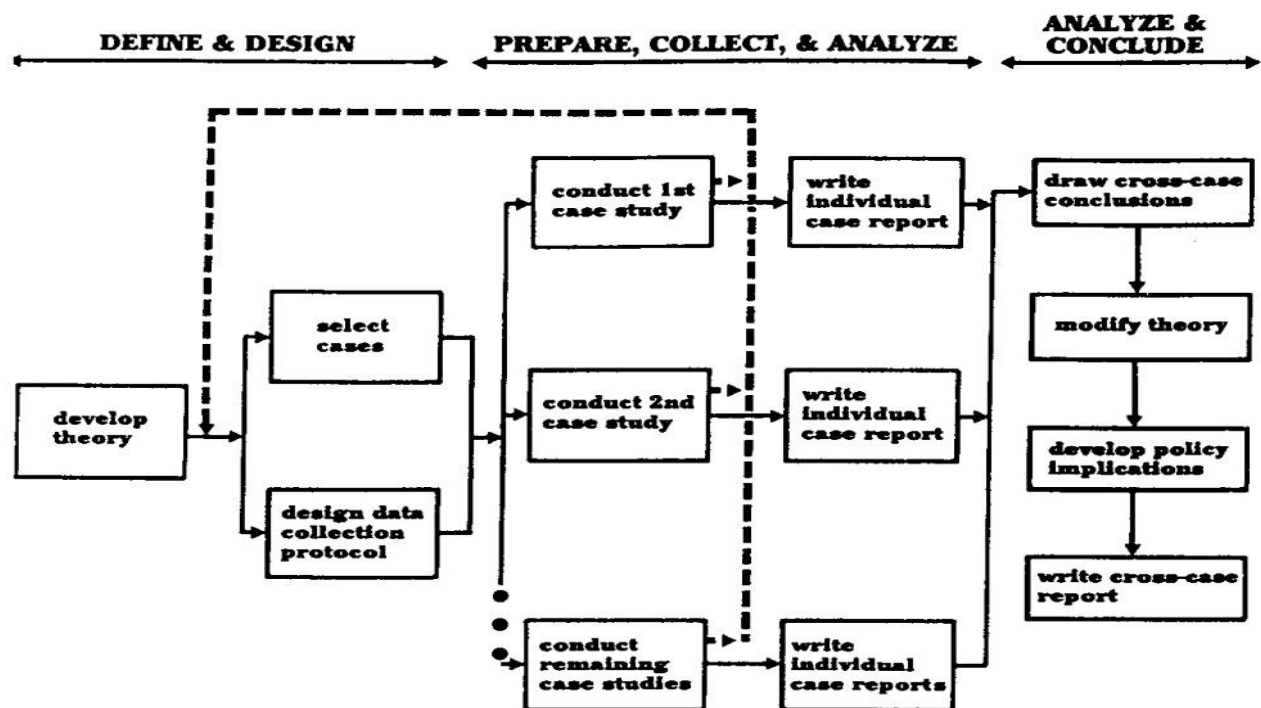 DEFINE & DESIGN
PREPARE, COLLECT, & ANALYZE
ANALYZE &
CONCLUDE
conduct 1st
case study
write
individual
case report
draw cross-case
conclusions
select
cases
modify theory
develop
theory
conduct 2nd
case study
write
individual
case report
develop policy
implications
design data
collection
protocol
write cross-case
report
conduct
remaining
case studies
write
individual
case reports